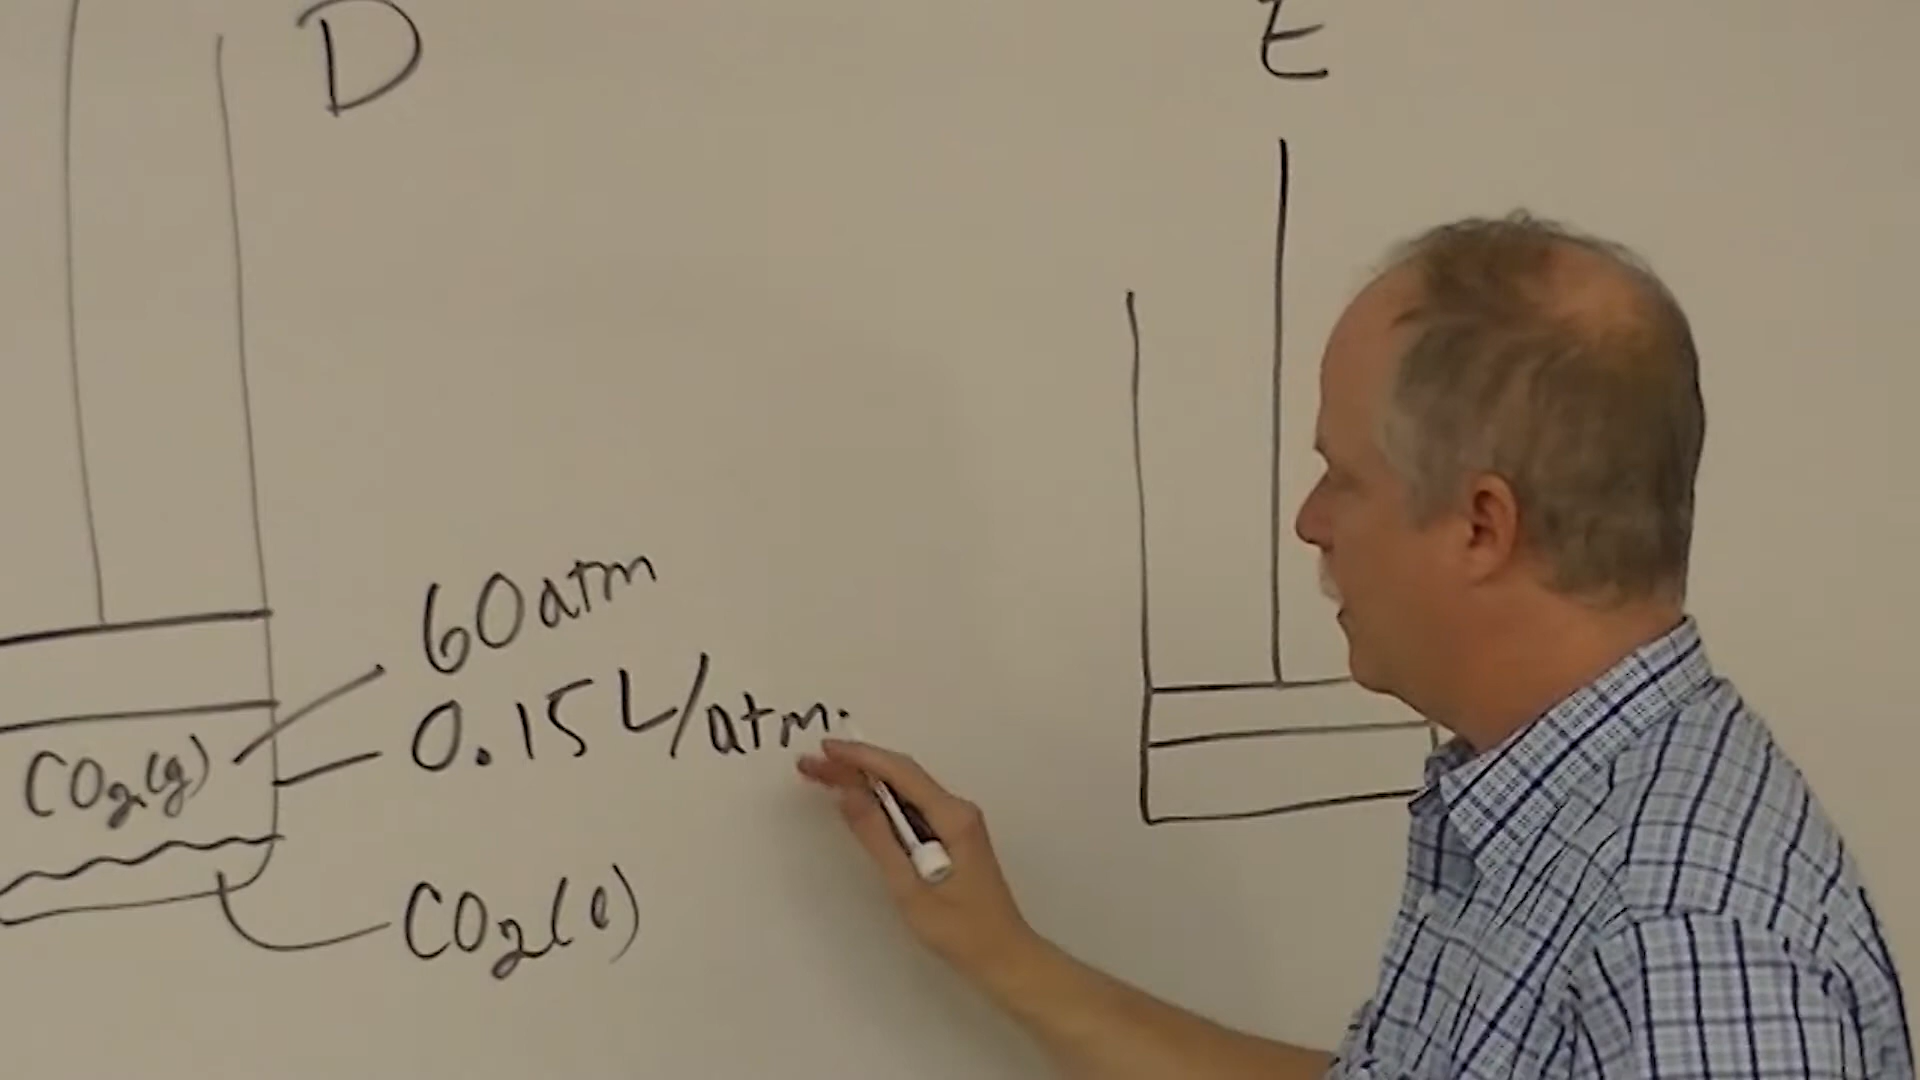 D
E
60 atm
0.15 L/atm.
CO₂(g)
CO₂(l)